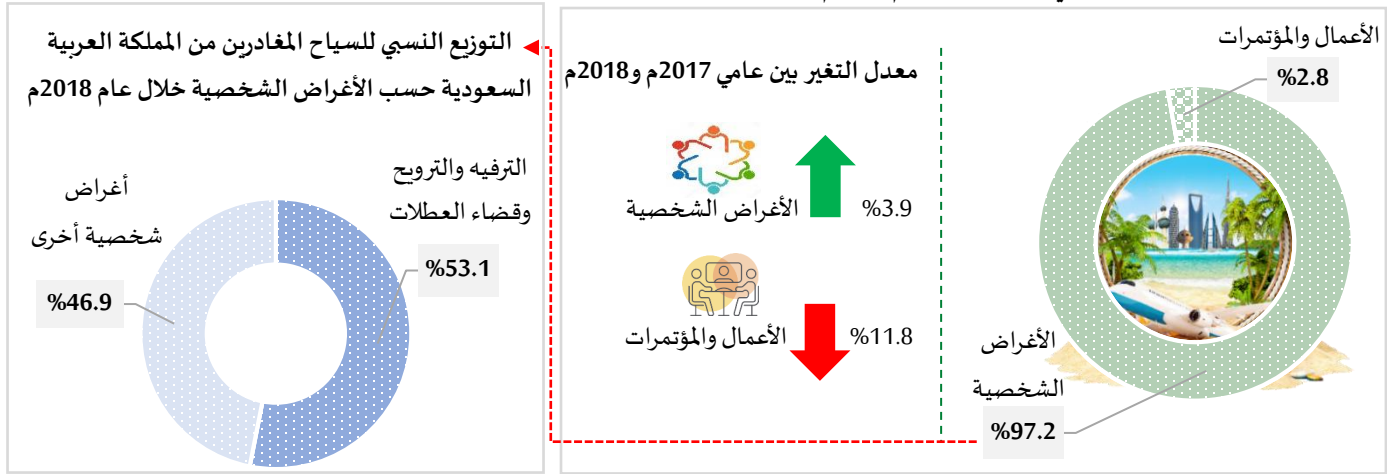 الأعمال والمؤتمرات
%2.8
الأغراض
الشخصية
%97.2
معدل التغير بين عامي 2017م و2018م
الأغراض الشخصية
%3.9
الأعمال والمؤتمرات
%11.8
التوزيع النسبي للسياح المغادرين من المملكة العربية
السعودية حسب الأغراض الشخصية خلال عام 2018م
الترفيه والترويح
وقضاء العطلات
%53.1
أغراض
شخصية أخرى
%46.9